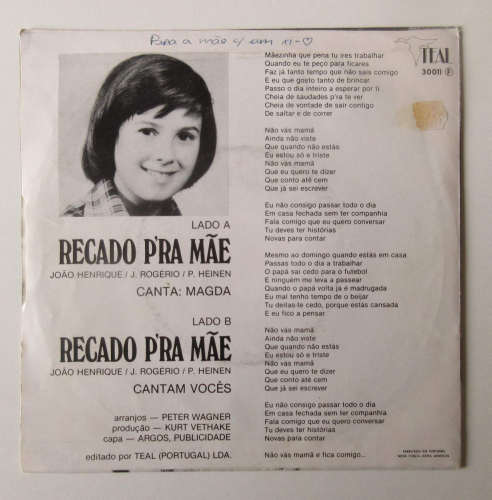 Para a mãe c/ um xi-♡
TEAL
30011 F
LADO A
RECADO P'RA MÃE
JOÃO HENRIQUE / J. ROGÉRIO / P. HEINEN
CANTA: MAGDA
LADO B
RECADO P'RA MÃE
JOÃO HENRIQUE / J. ROGÉRIO / P. HEINEN
CANTAM VOCÊS
arranjos — PETER WAGNER
produção — KURT VETHAKE
capa — ARGOS, PUBLICIDADE
editado por TEAL (PORTUGAL) LDA.
Mãezinha que pena tu ires trabalhar
Quando eu te peço para ficares
Faz já tanto tempo que não sais comigo
E eu que gosto tanto de brincar
Passo o dia inteiro a esperar por ti
Cheia de saudades p'ra te ver
Cheia de vontade de sair contigo
De saltar e de correr
Não vás mamã
Ainda não viste
Que quando não estás
Eu estou só e triste
Não vás mamã
Que eu quero te dizer
Que conto até cem
Que já sei escrever
Eu não consigo passar todo o dia
Em casa fechada sem ter companhia
Fala comigo que eu quero conversar
Tu deves ter histórias
Novas para contar
Mesmo ao domingo quando estás em casa
Passas todo o dia a trabalhar
O papá sai cedo para o futebol
E ninguém me leva a passear
Quando o papá volta já é madrugada
Eu mal tenho tempo de o beijar
Tu deitas-te cedo, porque estás cansada
E eu fico a pensar
Não vás mamã
Ainda não viste
Que quando não estás
Eu estou só e triste
Não vás mamã
Que eu quero te dizer
Que conto até cem
Que já sei escrever
Eu não consigo passar todo o dia
Em casa fechada sem ter companhia
Fala comigo que eu quero conversar
Tu deves ter histórias
Novas para contar
Não vás mamã e fica comigo...
FABRICADO EM PORTUGAL